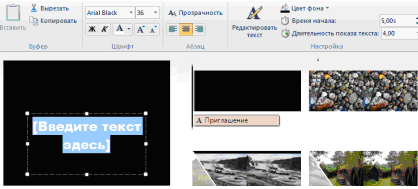 Вставить
Вырезать
Копировать
Буфер
Arial Black 36
Ж К A A A
Шрифт
Прозрачность
Абзац
Редактировать текст
Цвет фона
Время начала: 5,00s
Длительность показа текста: 4,00
Настройка
[Введите текст
здесь]
A Приглашение